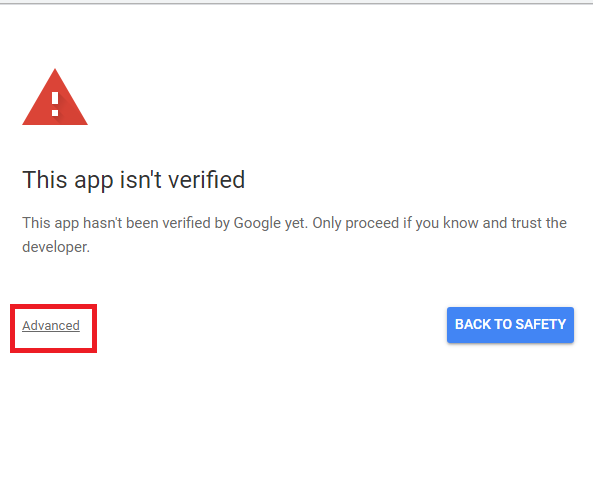 This app isn't verified
This app hasn't been verified by Google yet. Only proceed if you know and trust the
developer.
Advanced
BACK TO SAFETY